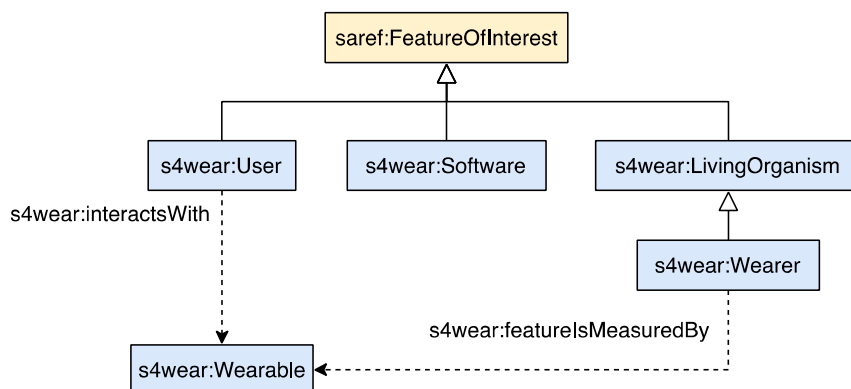 saref:FeatureOfInterest
s4wear:User
s4wear:Software
s4wear:LivingOrganism
s4wear:interactsWith
s4wear:Wearer
s4wear:featureIsMeasuredBy
s4wear:Wearable